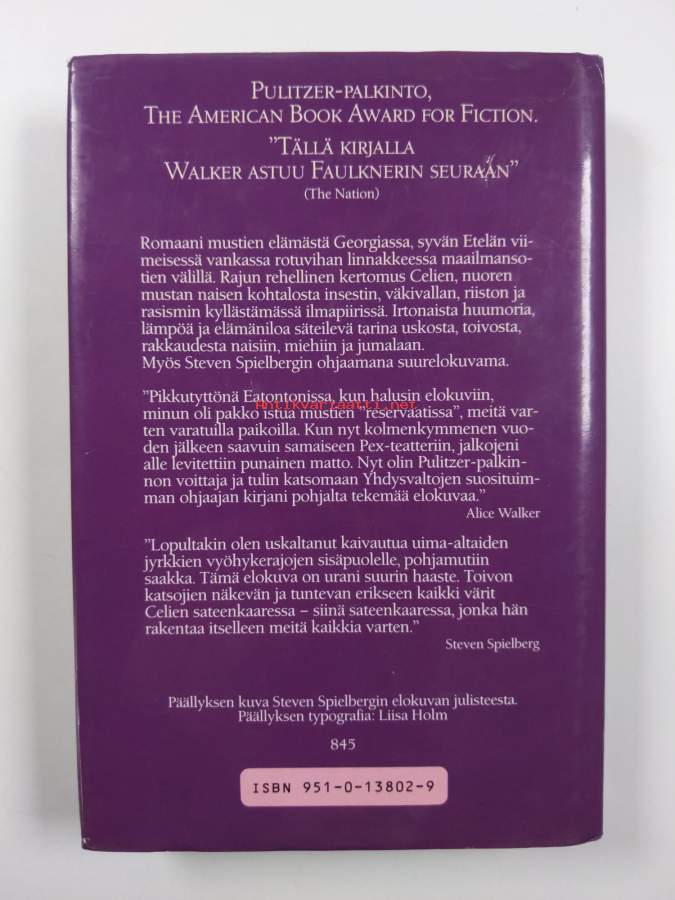 PULITZER-PALKINTO,
THE AMERICAN BOOK AWARD FOR FICTION.
"TÄLLÄ KIRJALLA
WALKER ASTUU FAULKNERIN SEURAAN"
(The Nation)
Romaani mustien elämästä Georgiassa, syvän Etelän vii-
meisessä vankassa rotuvihan linnakkeessa maailmanso-
tien välillä. Rajun rehellinen kertomus Celien, nuoren
mustan naisen kohtalosta insestin, väkivallan, riiston ja
rasismin kyllästämässä ilmapiirissä. Irtonaista huumoria,
lämpöä ja elämäniloa säteilevä tarina uskosta, toivosta,
rakkaudesta naisiin, miehiin ja jumalaan.
Myös Steven Spielbergin ohjaamana suurelokuvama.
"Pikkutyttönä Eatontonissa, kun halusin elokuviin,
Antikvariaatti.net
minun oli pakko istua mustien "reservaatissa", meitä var-
ten varatuilla paikoilla. Kun nyt kolmenkymmenen vuo-
den jälkeen saavuin samaiseen Pex-teatteriin, jalkojeni
alle levitettiin punainen matto. Nyt olin Pulitzer-palkin-
non voittaja ja tulin katsomaan Yhdysvaltojen suosituim-
man ohjaajan kirjani pohjalta tekemää elokuvaa."
Alice Walker
"Lopultakin olen uskaltanut kaivautua uima-altaiden
jyrkkien vyöhykerajojen sisäpuolelle, pohjamutiin
saakka. Tämä elokuva on urani suurin haaste. Toivon
katsojien näkevän ja tuntevan erikseen kaikki värit
Celien sateenkaaressa – siinä sateenkaaressa, jonka hän
rakentaa itselleen meitä kaikkia varten."
Steven Spielberg
Päällyksen kuva Steven Spielbergin elokuvan julisteesta.
Päällyksen typografia: Liisa Holm
845
ISBN 951-0-13802-9